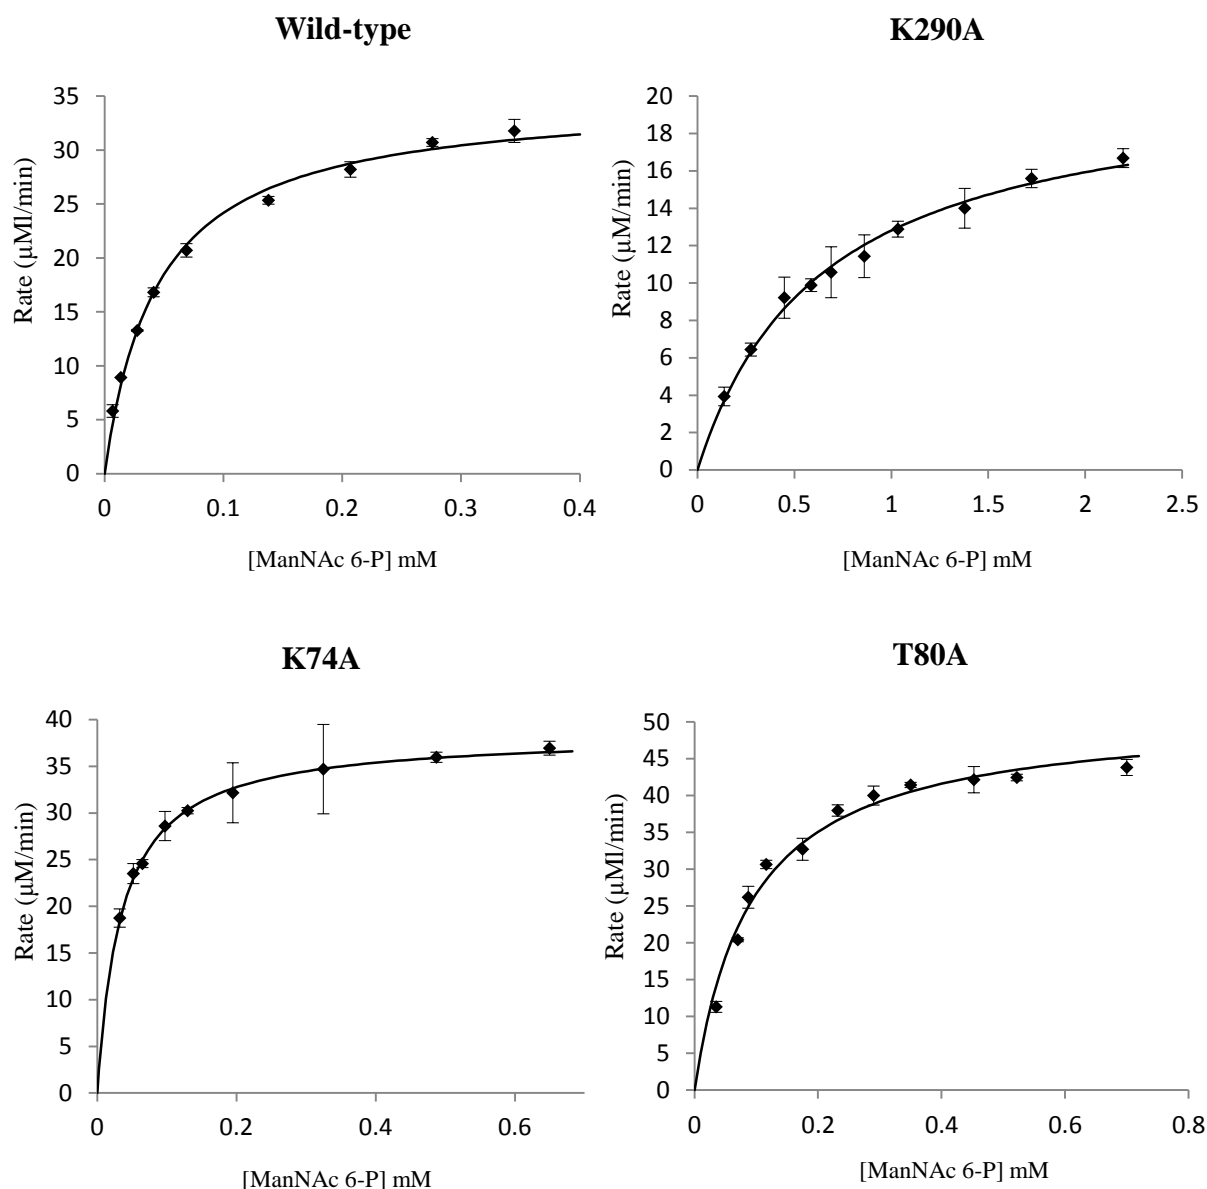 Wild-type
35
30
25
20
15
10
5
0
Rate (µMl/min)
0 0.1 0.2 0.3 0.4
[ManNAc 6-P] mM
K290A
20
18
16
14
12
10
8
6
4
2
0
Rate (µM/min)
0 0.5 1 1.5 2 2.5
[ManNAc 6-P] mM
K74A
40
35
30
25
20
15
10
5
0
Rate (µM/min)
0 0.2 0.4 0.6
[ManNAc 6-P] mM
T80A
50
45
40
35
30
25
20
15
10
5
0
Rate (µMl/min)
0 0.2 0.4 0.6 0.8
[ManNAc 6-P] mM